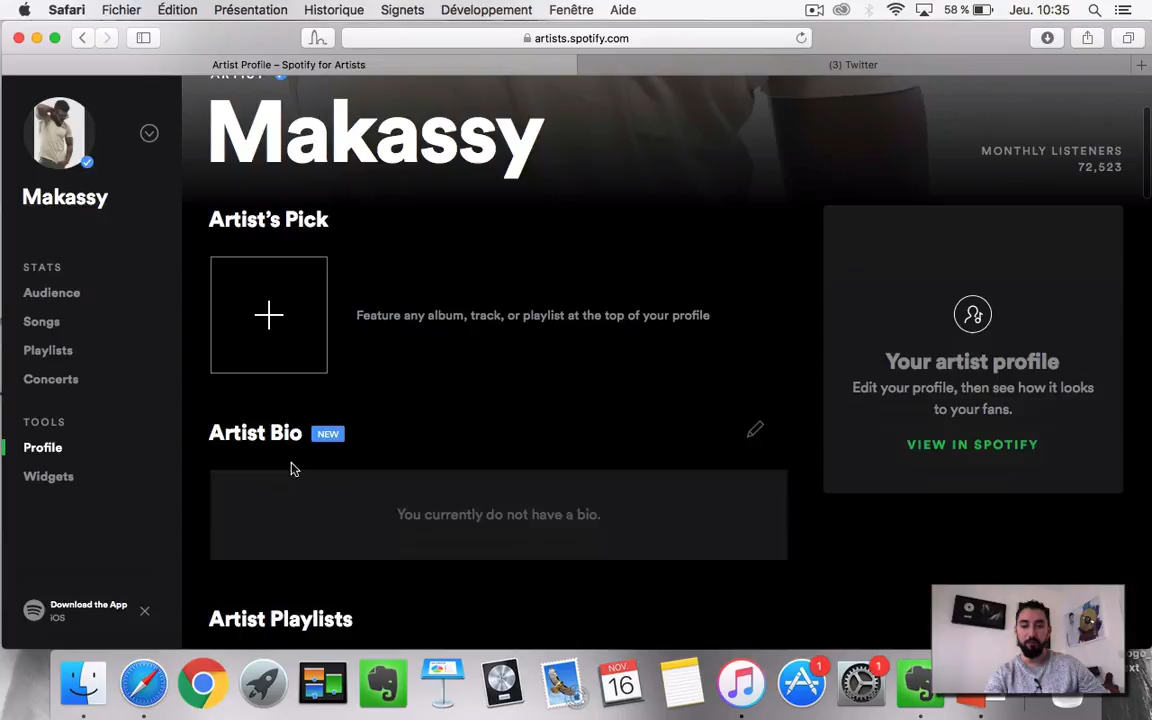 Safari Fichier Édition Présentation Historique Signets Développement Fenêtre Aide 58 % Jeu. 10:35
artists.spotify.com
Artist Profile – Spotify for Artists
(3) Twitter
ARTIST
Makassy
MONTHLY LISTENERS
72,523
Makassy
STATS
Audience
Songs
Playlists
Concerts
TOOLS
Profile
Widgets
Download the App
iOS
Artist's Pick
Feature any album, track, or playlist at the top of your profile
Artist Bio NEW
You currently do not have a bio.
Artist Playlists
Your artist profile
Edit your profile, then see how it looks
to your fans.
VIEW IN SPOTIFY
NOV.
16
1
1